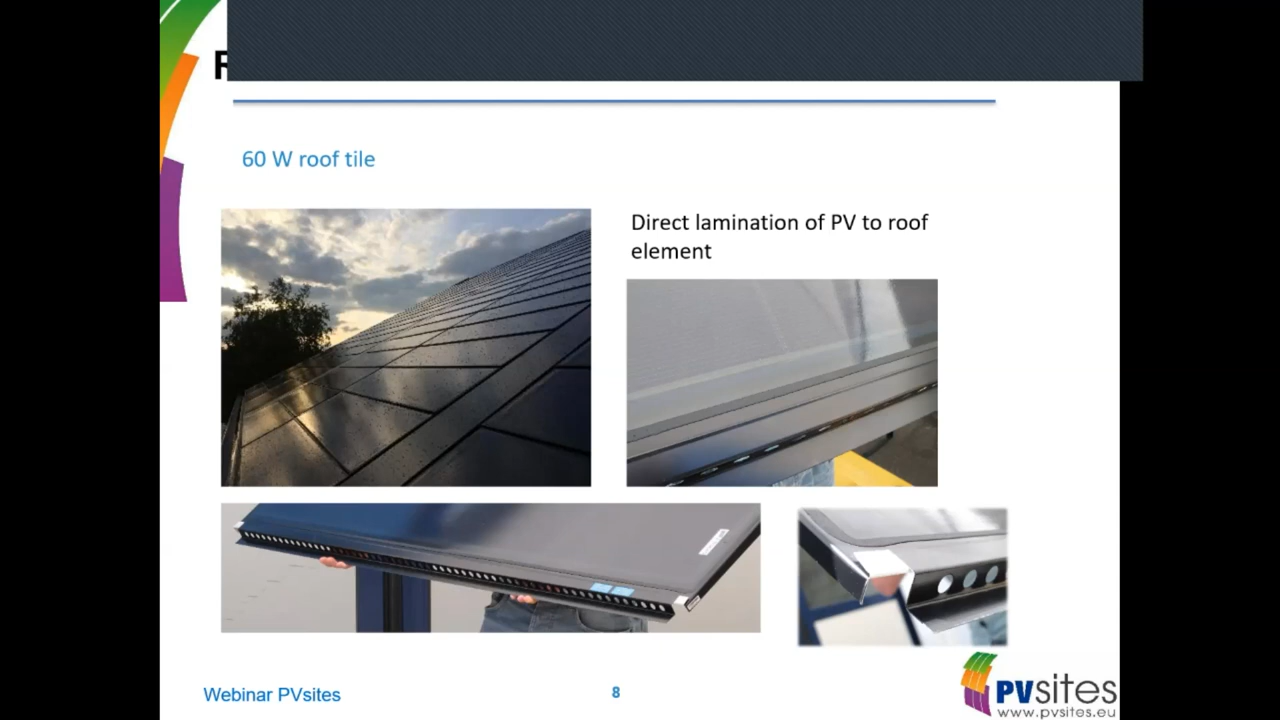 60 W roof tile
Direct lamination of PV to roof
element
Webinar PVsites
8
PVsites
www.pvsites.eu